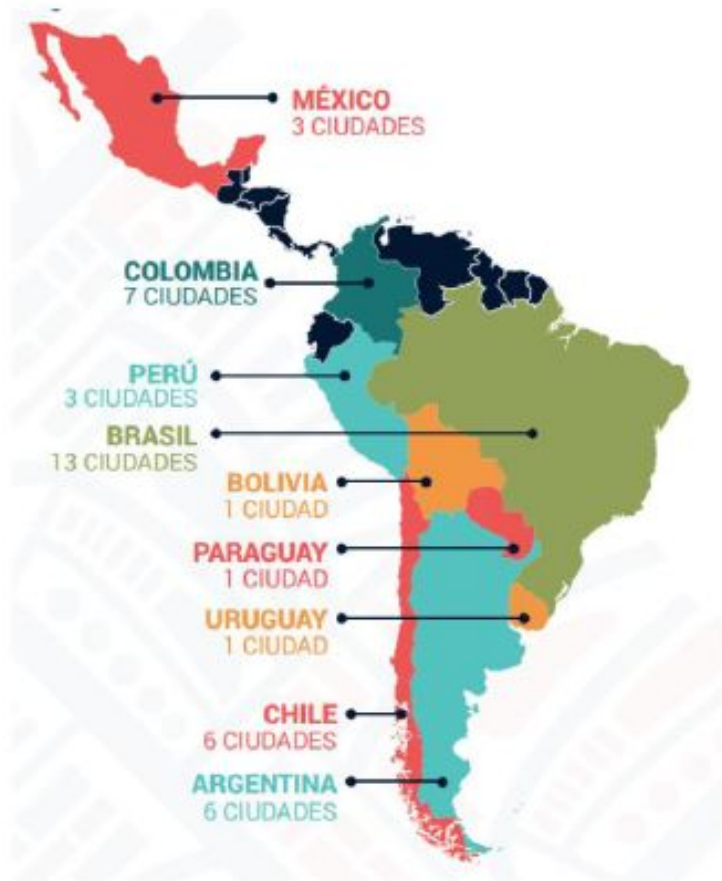 MÉXICO
3 CIUDADES
COLOMBIA
7 CIUDADES
PERÚ
3 CIUDADES
BRASIL
13 CIUDADES
BOLIVIA
1 CIUDAD
PARAGUAY
1 CIUDAD
URUGUAY
1 CIUDAD
CHILE
6 CIUDADES
ARGENTINA
6 CIUDADES